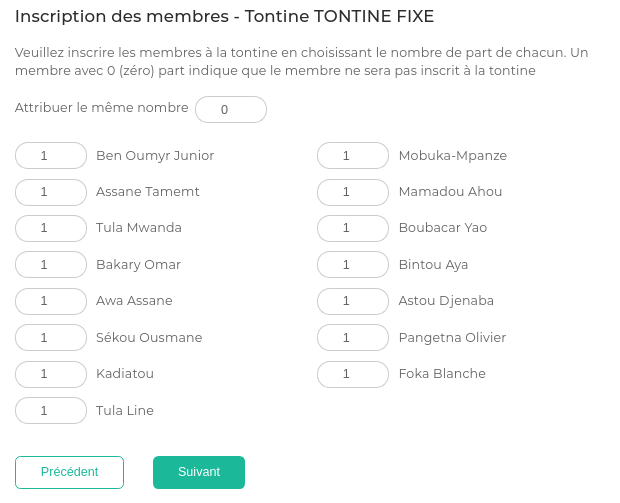 Inscription des membres - Tontine TONTINE FIXE
Veuillez inscrire les membres à la tontine en choisissant le nombre de part de chacun. Un
membre avec 0 (zéro) part indique que le membre ne sera pas inscrit à la tontine
Attribuer le même nombre 0
1 Ben Oumyr Junior 1 Mobuka-Mpanze
1 Assane Tamemt 1 Mamadou Ahou
1 Tula Mwanda 1 Boubacar Yao
1 Bakary Omar 1 Bintou Aya
1 Awa Assane 1 Astou Djenaba
1 Sékou Ousmane 1 Pangetna Olivier
1 Kadiatou 1 Foka Blanche
1 Tula Line
Précédent Suivant